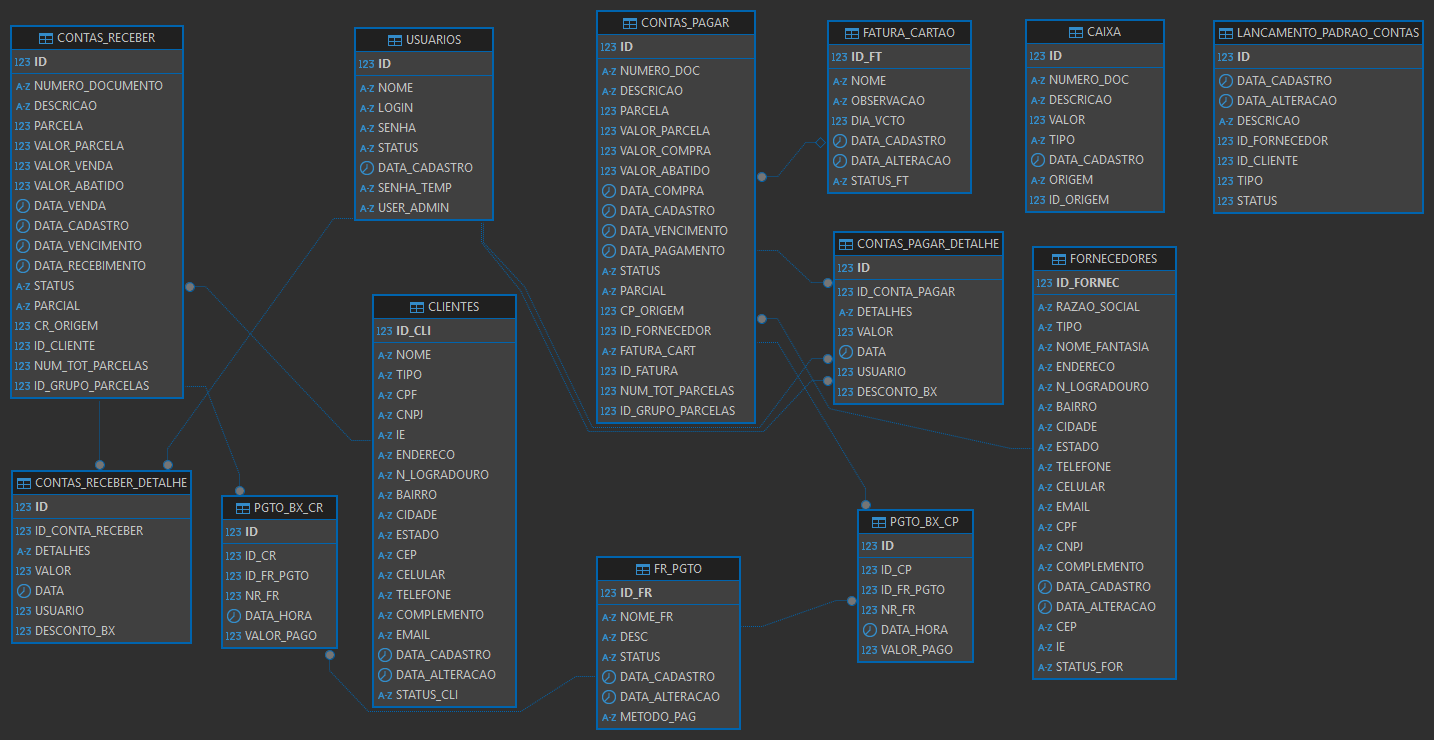 CONTAS_RECEBER
123 ID
A-Z NUMERO_DOCUMENTO
A-Z DESCRICAO
123 PARCELA
123 VALOR_PARCELA
123 VALOR_VENDA
123 VALOR_ABATIDO
DATA_VENDA
DATA_CADASTRO
DATA_VENCIMENTO
DATA_RECEBIMENTO
A-Z STATUS
A-Z PARCIAL
123 CR_ORIGEM
123 ID_CLIENTE
123 NUM_TOT_PARCELAS
123 ID_GRUPO_PARCELAS
USUARIOS
123 ID
A-Z NOME
A-Z LOGIN
A-Z SENHA
A-Z STATUS
DATA_CADASTRO
A-Z SENHA_TEMP
A-Z USER_ADMIN
CONTAS_PAGAR
123 ID
A-Z NUMERO_DOC
A-Z DESCRICAO
123 PARCELA
123 VALOR_PARCELA
123 VALOR_COMPRA
123 VALOR_ABATIDO
DATA_COMPRA
DATA_CADASTRO
DATA_VENCIMENTO
DATA_PAGAMENTO
A-Z STATUS
A-Z PARCIAL
123 CP_ORIGEM
123 ID_FORNECEDOR
A-Z FATURA_CART
123 ID_FATURA
123 NUM_TOT_PARCELAS
123 ID_GRUPO_PARCELAS
FATURA_CARTAO
123 ID_FT
A-Z NOME
A-Z OBSERVACAO
123 DIA_VCTO
DATA_CADASTRO
DATA_ALTERACAO
A-Z STATUS_FT
CAIXA
123 ID
A-Z NUMERO_DOC
A-Z DESCRICAO
123 VALOR
A-Z TIPO
DATA_CADASTRO
A-Z ORIGEM
123 ID_ORIGEM
LANCAMENTO_PADRAO_CONTAS
123 ID
DATA_CADASTRO
DATA_ALTERACAO
A-Z DESCRICAO
123 ID_FORNECEDOR
123 ID_CLIENTE
123 TIPO
123 STATUS
CONTAS_PAGAR_DETALHE
123 ID
123 ID_CONTA_PAGAR
A-Z DETALHES
123 VALOR
DATA
123 USUARIO
123 DESCONTO_BX
FORNECEDORES
123 ID_FORNEC
A-Z RAZAO_SOCIAL
A-Z TIPO
A-Z NOME_FANTASIA
A-Z ENDERECO
A-Z N_LOGRADOURO
A-Z BAIRRO
A-Z CIDADE
A-Z ESTADO
A-Z TELEFONE
A-Z CELULAR
A-Z EMAIL
A-Z CPF
A-Z CNPJ
A-Z COMPLEMENTO
DATA_CADASTRO
DATA_ALTERACAO
A-Z CEP
A-Z IE
A-Z STATUS_FOR
CLIENTES
123 ID_CLI
A-Z NOME
A-Z TIPO
A-Z CPF
A-Z CNPJ
A-Z IE
A-Z ENDERECO
A-Z N_LOGRADOURO
A-Z BAIRRO
A-Z CIDADE
A-Z ESTADO
A-Z CEP
A-Z CELULAR
A-Z TELEFONE
A-Z COMPLEMENTO
A-Z EMAIL
DATA_CADASTRO
DATA_ALTERACAO
A-Z STATUS_CLI
CONTAS_RECEBER_DETALHE
123 ID
123 ID_CONTA_RECEBER
A-Z DETALHES
123 VALOR
DATA
123 USUARIO
123 DESCONTO_BX
PGTO_BX_CR
123 ID
123 ID_CR
123 ID_FR_PGTO
123 NR_FR
DATA_HORA
123 VALOR_PAGO
FR_PGTO
123 ID_FR
A-Z NOME_FR
A-Z DESC
A-Z STATUS
DATA_CADASTRO
DATA_ALTERACAO
A-Z METODO_PAG
PGTO_BX_CP
123 ID
123 ID_CP
123 ID_FR_PGTO
123 NR_FR
DATA_HORA
123 VALOR_PAGO